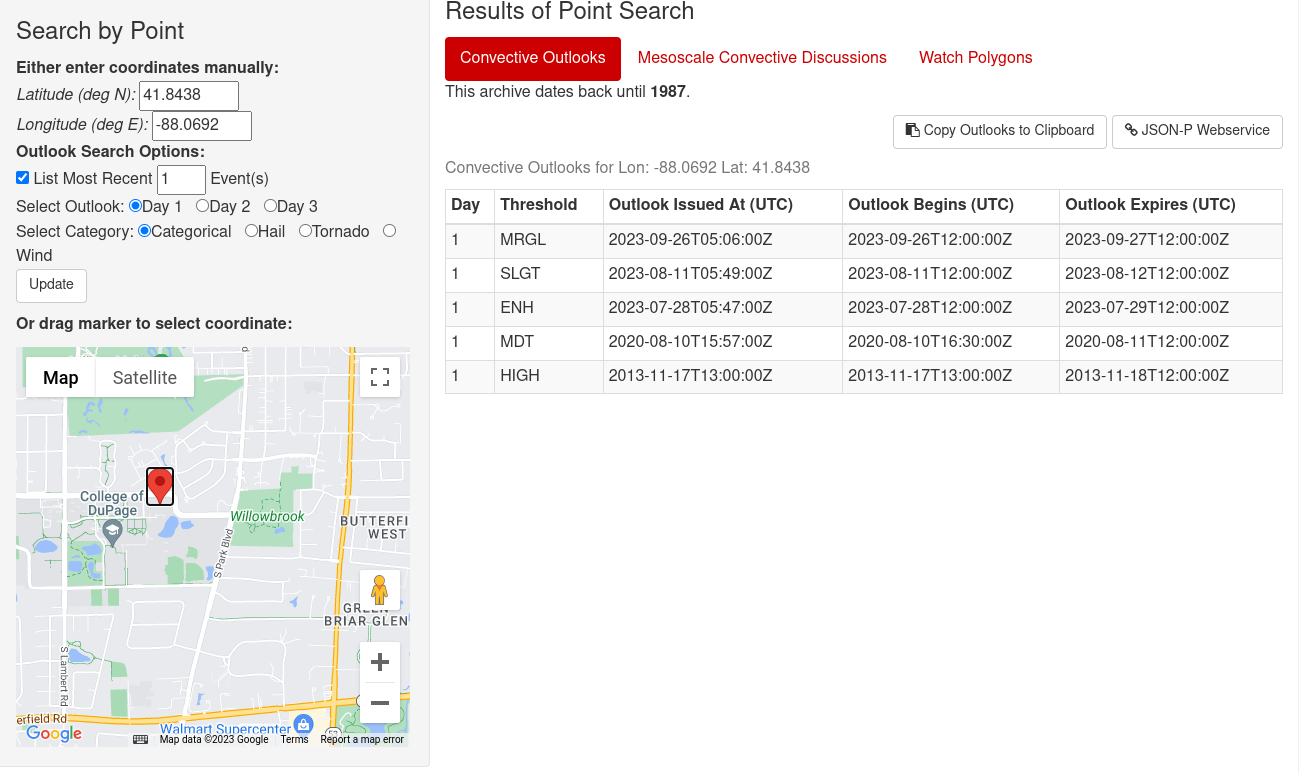 Search by Point
Either enter coordinates manually:
Latitude (deg N): 41.8438
Longitude (deg E): -88.0692
Outlook Search Options:
List Most Recent 1 Event(s)
Select Outlook: Day 1 Day 2 Day 3
Select Category: Categorical Hail Tornado
Wind
Update
Or drag marker to select coordinate:
Map Satellite
College of
DuPage
Willowbrook
BUTTERFI
WEST
S Park Blvd
GREEN
BRIAR GLEN
S Lambert Rd
erfield Rd
Walmart Supercenter
Google
Map data ©2023 Google Terms Report a map error
Results of Point Search
Convective Outlooks Mesoscale Convective Discussions Watch Polygons
This archive dates back until 1987.
Copy Outlooks to Clipboard JSON-P Webservice
Convective Outlooks for Lon: -88.0692 Lat: 41.8438
Day Threshold Outlook Issued At (UTC) Outlook Begins (UTC) Outlook Expires (UTC)
1 MRGL 2023-09-26T05:06:00Z 2023-09-26T12:00:00Z 2023-09-27T12:00:00Z
1 SLGT 2023-08-11T05:49:00Z 2023-08-11T12:00:00Z 2023-08-12T12:00:00Z
1 ENH 2023-07-28T05:47:00Z 2023-07-28T12:00:00Z 2023-07-29T12:00:00Z
1 MDT 2020-08-10T15:57:00Z 2020-08-10T16:30:00Z 2020-08-11T12:00:00Z
1 HIGH 2013-11-17T13:00:00Z 2013-11-17T13:00:00Z 2013-11-18T12:00:00Z